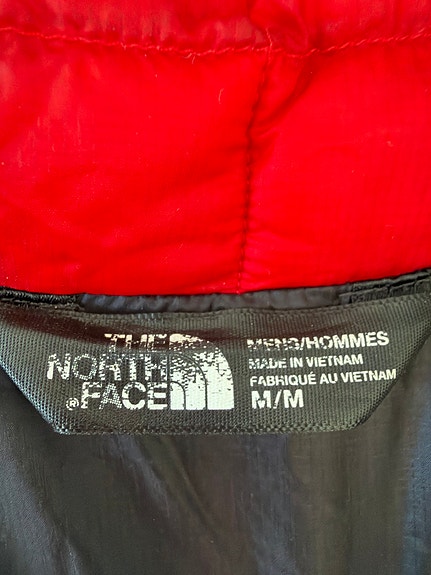 THE
NORTH
®FACE
MENS/HOMMES
MADE IN VIETNAM
FABRIQUÉ AU VIETNAM
M/M